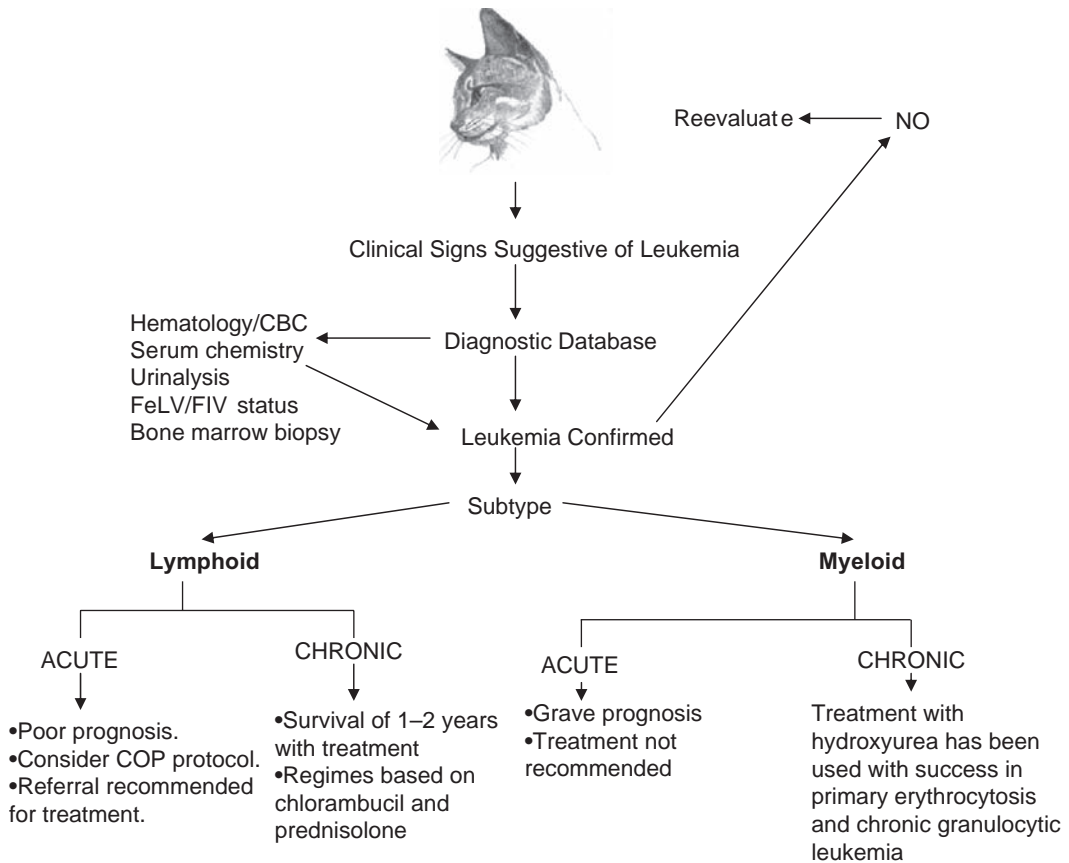 Reevaluate
NO
Clinical Signs Suggestive of Leukemia
Hematology/CBC
Serum chemistry
Urinalysis
FeLV/FIV status
Bone marrow biopsy
Diagnostic Database
Leukemia Confirmed
Subtype
Lymphoid
Myeloid
ACUTE
•Poor prognosis.
•Consider COP protocol.
•Referral recommended
for treatment.
CHRONIC
•Survival of 1–2 years
with treatment
•Regimes based on
chlorambucil and
prednisolone
ACUTE
•Grave prognosis
•Treatment not
recommended
CHRONIC
Treatment with
hydroxyurea has been
used with success in
primary erythrocytosis
and chronic granulocytic
leukemia